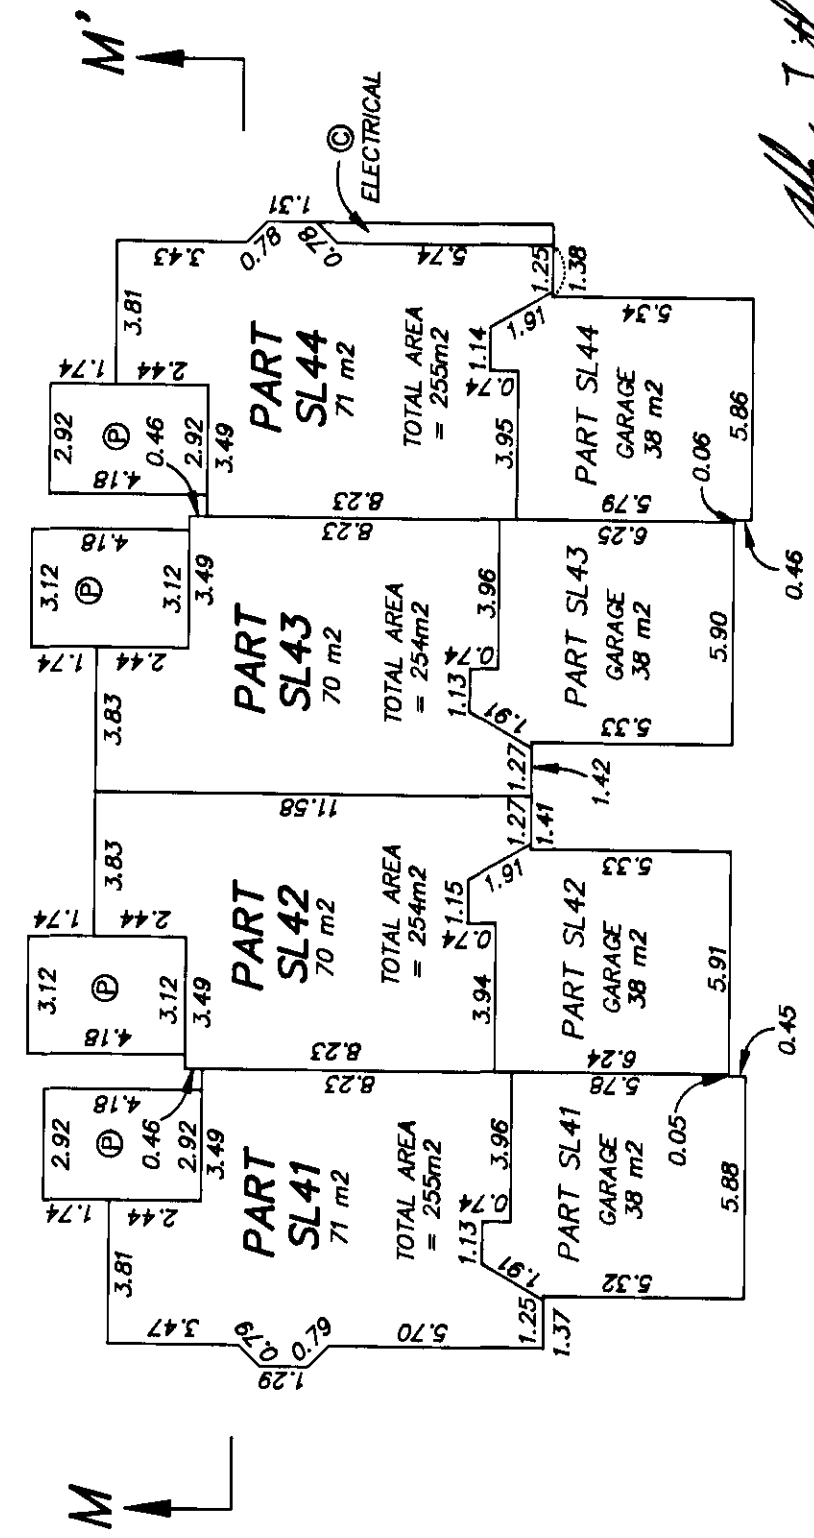 M'
Ⓒ
ELECTRICAL
1.31
0.78
0.78
3.43
5.74
3.81
1.74
2.44
2.92
Ⓟ
0.46
4.18
2.92
3.49
PART
SL44
71 m2
TOTAL AREA
= 255m2
1.25
1.38
1.91
1.14
0.74
3.95
8.23
PART SL44
GARAGE
38 m2
5.34
5.86
5.79
0.06
0.46
4.18
3.12
Ⓟ
3.12
3.49
1.74
2.44
3.83
8.23
PART
SL43
70 m2
TOTAL AREA
= 254m2
3.96
0.74
1.13
1.91
1.27
1.42
6.25
PART SL43
GARAGE
38 m2
5.90
5.33
11.58
3.83
1.74
2.44
3.12
Ⓟ
3.12
4.18
3.49
PART
SL42
70 m2
TOTAL AREA
= 254m2
1.27
1.41
1.91
1.15
0.74
3.94
8.23
PART SL42
GARAGE
38 m2
5.33
5.91
6.24
0.45
0.05
4.18
2.92
Ⓟ
0.46
2.92
3.49
1.74
2.44
3.81
8.23
PART
SL41
71 m2
TOTAL AREA
= 255m2
3.96
0.74
1.13
1.91
1.25
1.37
5.78
PART SL41
GARAGE
38 m2
5.88
5.32
3.47
0.79
0.79
1.29
5.70
M